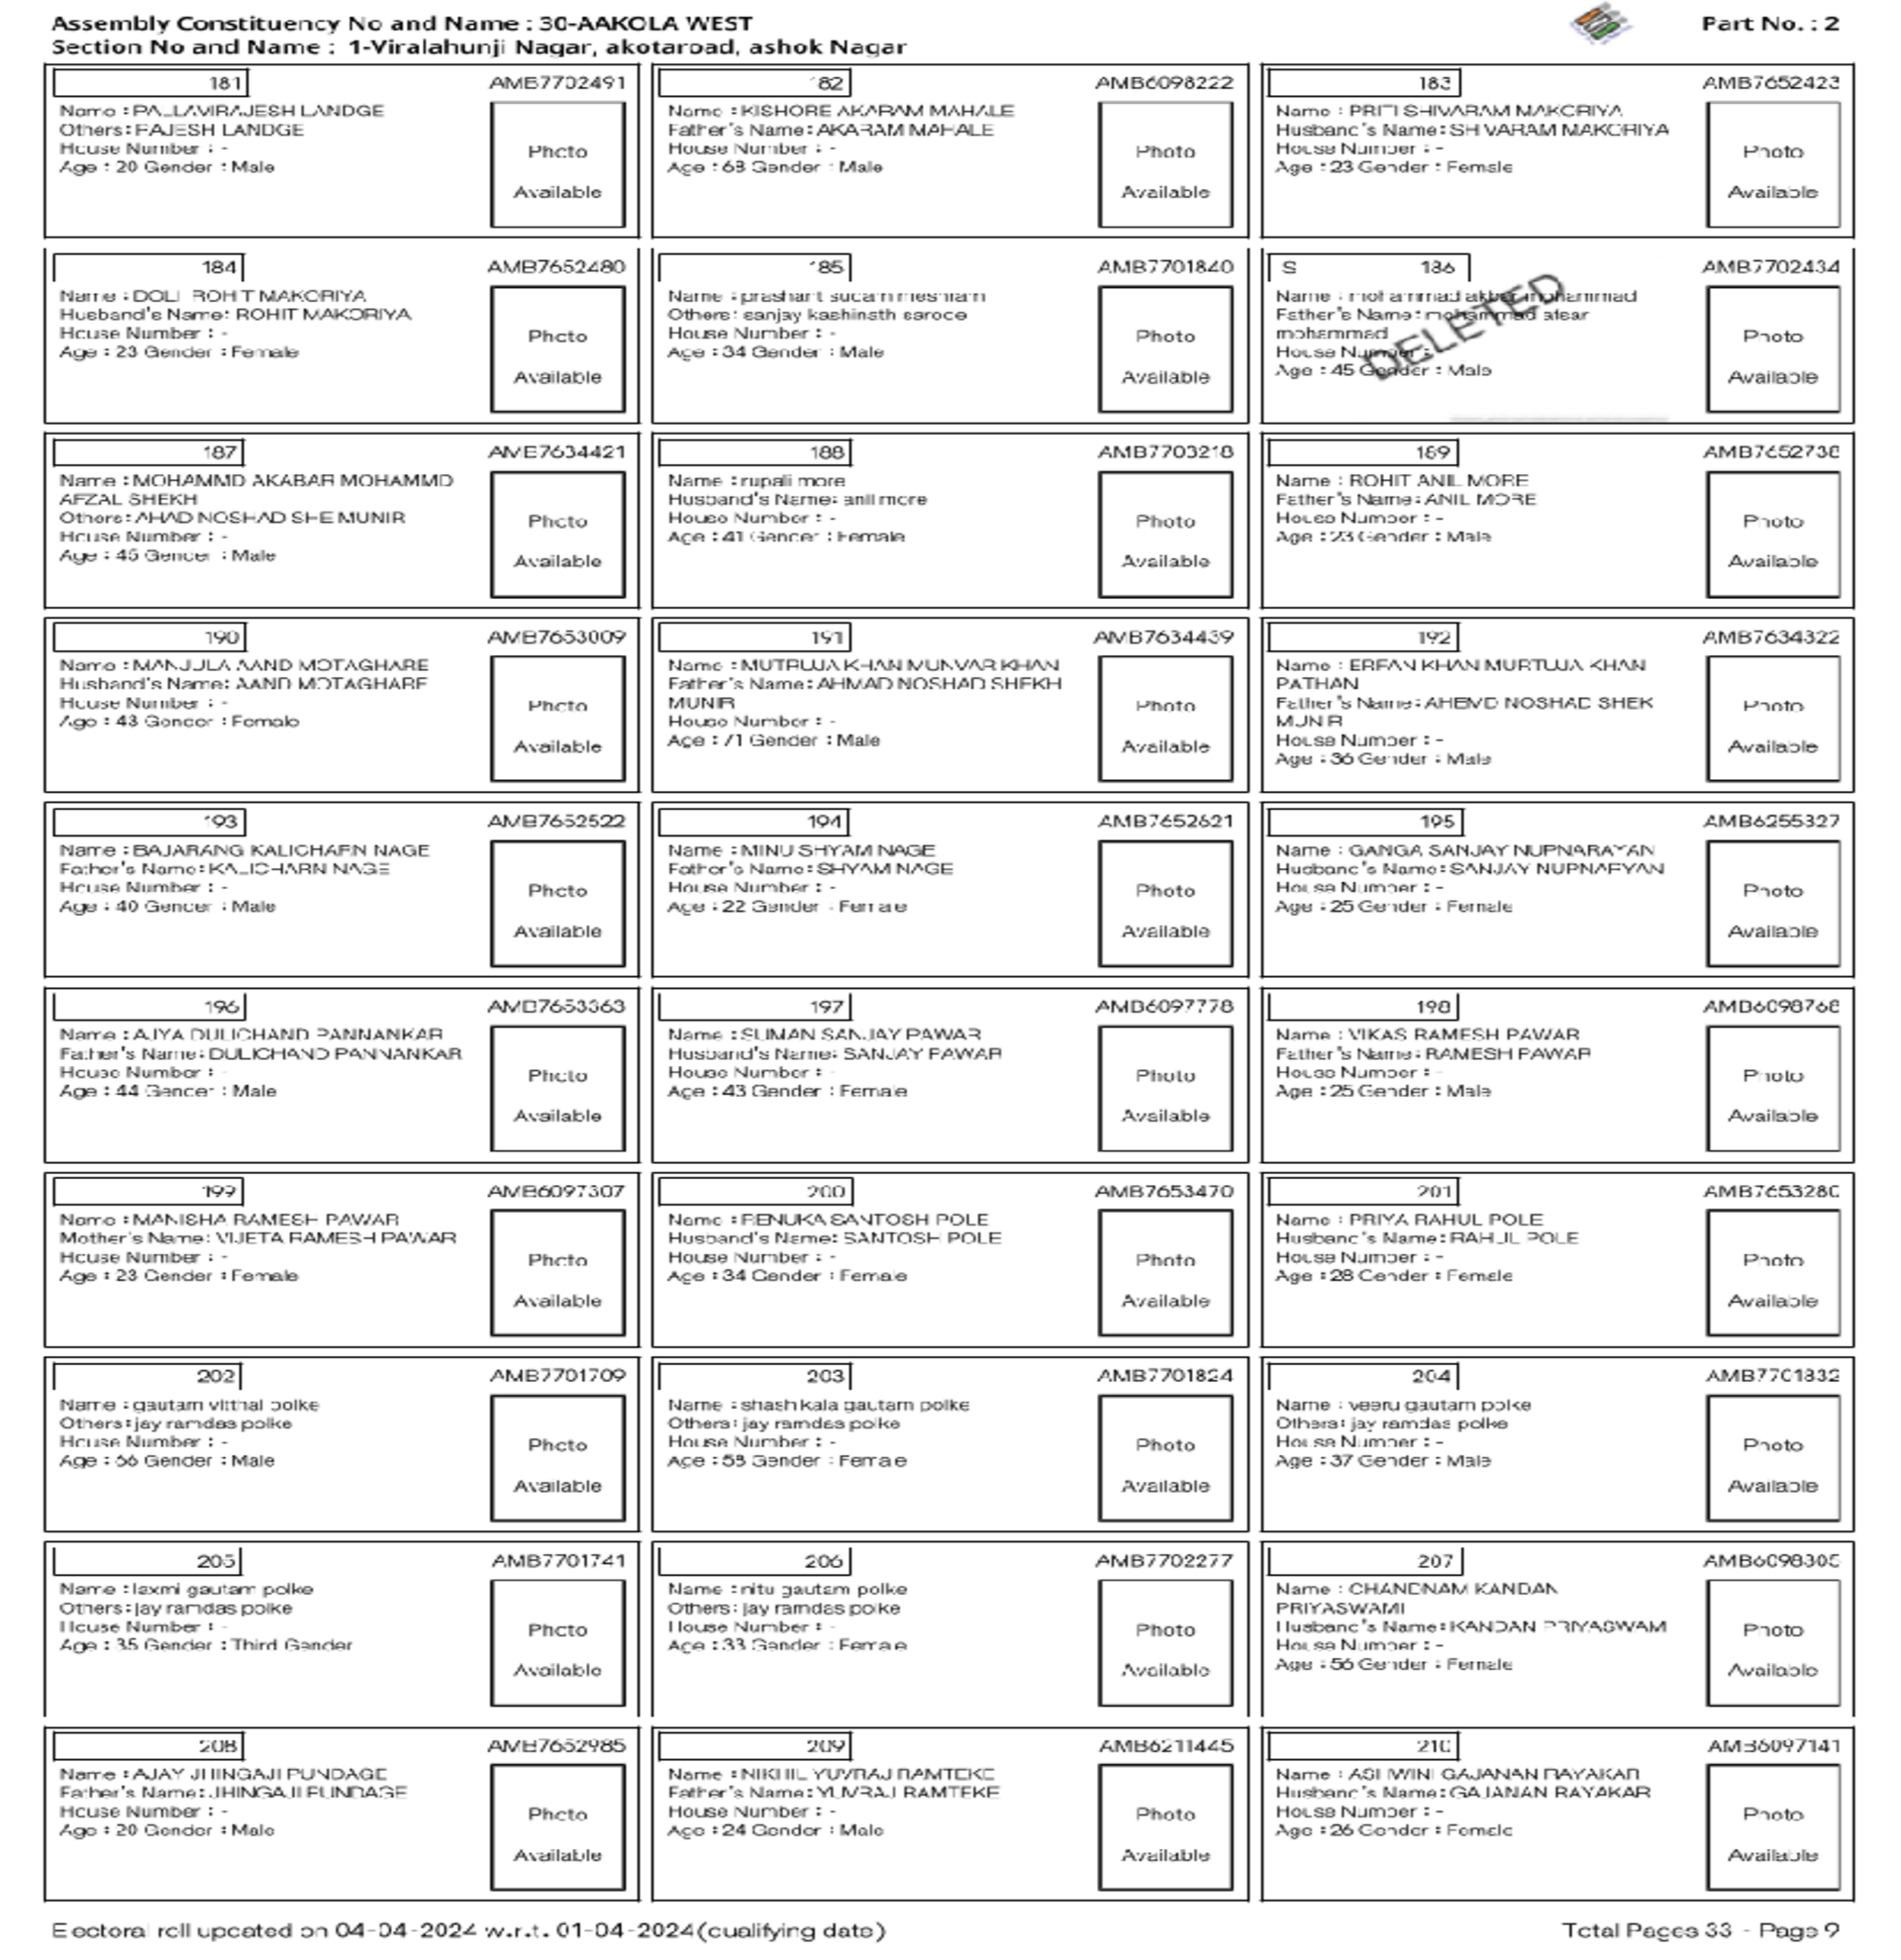 Assembly Constituency No and Name : 30-AAKOLA WEST
Part No. : 2
Section No and Name : 1-Viralahunji Nagar, akotaroad, ashok Nagar
181
AMB7702491
Name : PALLAVIRAJESH LANDGE
Others: RAJESH LANDGE
House Number : -
Age : 20 Gender : Male
Photo
Available
182
AMB6098222
Name : KISHORE AKARAM MAHALE
Father's Name: AKARAM MAHALE
House Number : -
Age : 68 Gender : Male
Photo
Available
183
AMB7652423
Name : PRITI SHIVARAM MAKORIYA
Husband's Name: SHIVARAM MAKORIYA
House Number : -
Age : 23 Gender : Female
Photo
Available
184
AMB7652480
Name : DOLI ROHIT MAKORIYA
Husband's Name: ROHIT MAKORIYA
House Number : -
Age : 23 Gender : Female
Photo
Available
185
AMB7701840
Name : prashant sudam meshram
Others: sanjay kashinath saroce
House Number : -
Age : 34 Gender : Male
Photo
Available
S 186
AMB7702434
Name : mohammad akbar mohammad
Father's Name: mohammad afsar
mohammad
House Number : -
Age : 45 Gender : Male
DELETED
Photo
Available
187
AMB7634421
Name : MOHAMMD AKABAR MOHAMMD
AFZAL SHEKH
Others: AHAD NOSHAD SHE MUNIR
House Number : -
Age : 45 Gender : Male
Photo
Available
188
AMB7703218
Name : rupali more
Husband's Name: anil more
House Number : -
Age : 41 Gender : Female
Photo
Available
189
AMB7652738
Name : ROHIT ANIL MORE
Father's Name: ANIL MORE
House Number : -
Age : 23 Gender : Male
Photo
Available
190
AMB7653009
Name : MANJULA AAND MOTAGHARE
Husband's Name: AAND MOTAGHARE
House Number : -
Age : 43 Gender : Female
Photo
Available
191
AMB7634439
Name : MUTRUJA KHAN MUNVAR KHAN
Father's Name: AHMAD NOSHAD SHEKH
MUNIR
House Number : -
Age : 71 Gender : Male
Photo
Available
192
AMB7634322
Name : ERFAN KHAN MURTUJA KHAN
PATHAN
Father's Name: AHEMD NOSHAD SHEK
MUNIR
House Number : -
Age : 36 Gender : Male
Photo
Available
193
AMB7652522
Name : BAJARANG KALICHARN NAGE
Father's Name: KALICHARN NAGE
House Number : -
Age : 40 Gender : Male
Photo
Available
194
AMB7652621
Name : MINU SHYAM NAGE
Father's Name: SHYAM NAGE
House Number : -
Age : 22 Gender : Female
Photo
Available
195
AMB6255327
Name : GANGA SANJAY NUPNARAYAN
Husband's Name: SANJAY NUPNARYAN
House Number : -
Age : 25 Gender : Female
Photo
Available
196
AMB7653363
Name : AJYA DULICHAND PANNANKAR
Father's Name: DULICHAND PANNANKAR
House Number : -
Age : 44 Gender : Male
Photo
Available
197
AMB6097778
Name : SUMAN SANJAY PAWAR
Husband's Name: SANJAY PAWAR
House Number : -
Age : 43 Gender : Female
Photo
Available
198
AMB6098768
Name : VIKAS RAMESH PAWAR
Father's Name: RAMESH PAWAR
House Number : -
Age : 25 Gender : Male
Photo
Available
199
AMB6097307
Name : MANISHA RAMESH PAWAR
Mother's Name: VIJETA RAMESH PAWAR
House Number : -
Age : 23 Gender : Female
Photo
Available
200
AMB7653470
Name : RENUKA SANTOSH POLE
Husband's Name: SANTOSH POLE
House Number : -
Age : 34 Gender : Female
Photo
Available
201
AMB7653280
Name : PRIYA RAHUL POLE
Husband's Name: RAHUL POLE
House Number : -
Age : 28 Gender : Female
Photo
Available
202
AMB7701709
Name : gautam vitthal polke
Others: jay ramdas polke
House Number : -
Age : 66 Gender : Male
Photo
Available
203
AMB7701824
Name : shashikala gautam polke
Others: jay ramdas polke
House Number : -
Age : 58 Gender : Female
Photo
Available
204
AMB7701832
Name : veeru gautam polke
Others: jay ramdas polke
House Number : -
Age : 37 Gender : Male
Photo
Available
205
AMB7701741
Name : laxmi gautam polke
Others: jay ramdas polke
House Number : -
Age : 35 Gender : Third Gender
Photo
Available
206
AMB7702277
Name : nitu gautam polke
Others: jay ramdas polke
House Number : -
Age : 33 Gender : Female
Photo
Available
207
AMB6098305
Name : CHANDNAM KANDAN
PRIYASWAMI
Husband's Name: KANDAN PRIYASWAM
House Number : -
Age : 56 Gender : Female
Photo
Available
208
AMB7652985
Name : AJAY JHINGAJI PUNDAGE
Father's Name: JHINGAJI PUNDAGE
House Number : -
Age : 20 Gender : Male
Photo
Available
209
AMB6211445
Name : NIKHIL YUVRAJ RAMTEKE
Father's Name: YUVRAJ RAMTEKE
House Number : -
Age : 24 Gender : Male
Photo
Available
210
AMB6097141
Name : ASHWINI GAJANAN RAYAKAR
Husband's Name: GAJANAN RAYAKAR
House Number : -
Age : 26 Gender : Female
Photo
Available
Electoral roll updated on 04-04-2024 w.r.t. 01-04-2024(qualifying date)
Total Pages 33 - Page 9